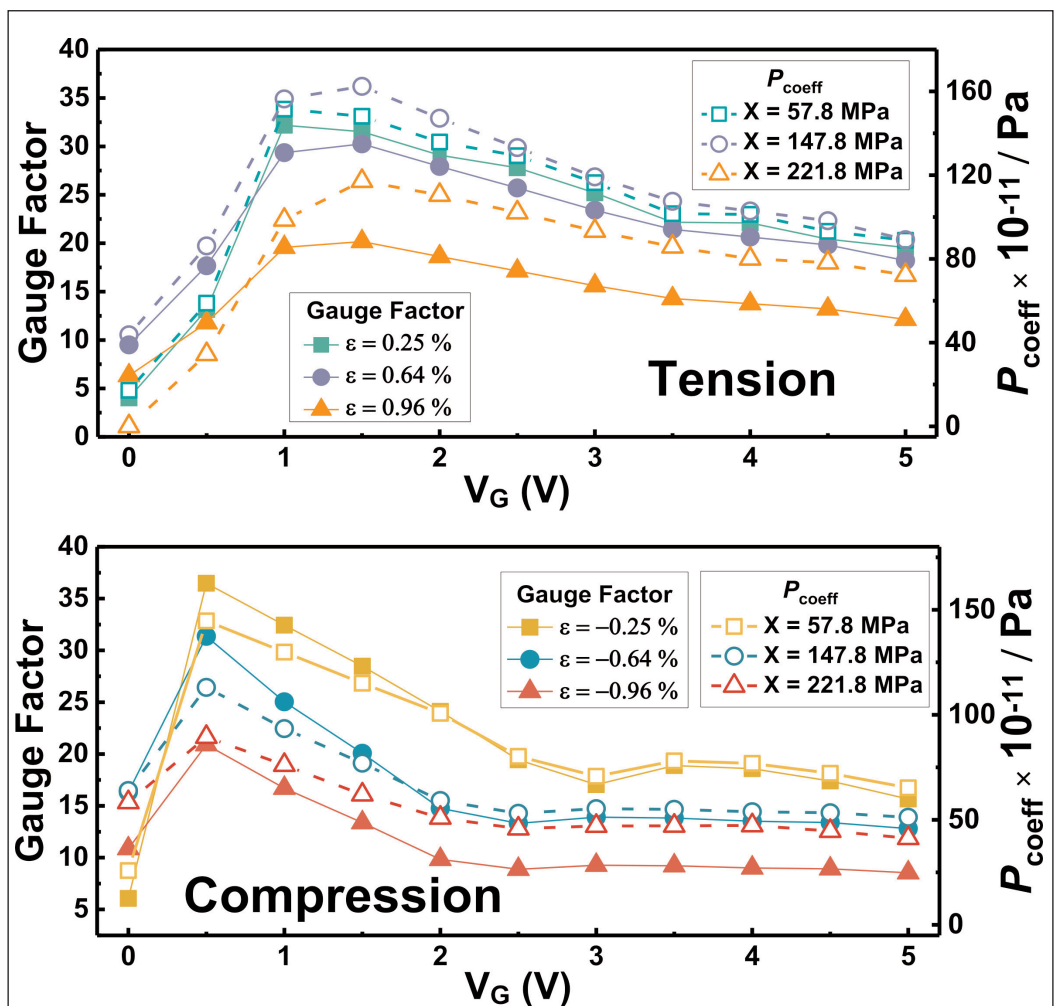 40
35
30
25
20
15
10
5
0
Gauge Factor
P_coeff
X = 57.8 MPa
X = 147.8 MPa
X = 221.8 MPa
Gauge Factor
ε = 0.25 %
ε = 0.64 %
ε = 0.96 %
Tension
160
120
80
40
0
P_coeff × 10⁻¹¹ / Pa
0 1 2 3 4 5
V_G (V)
40
35
30
25
20
15
10
5
Gauge Factor
Gauge Factor
ε = −0.25 %
ε = −0.64 %
ε = −0.96 %
P_coeff
X = 57.8 MPa
X = 147.8 MPa
X = 221.8 MPa
Compression
150
100
50
0
P_coeff × 10⁻¹¹ / Pa
0 1 2 3 4 5
V_G (V)